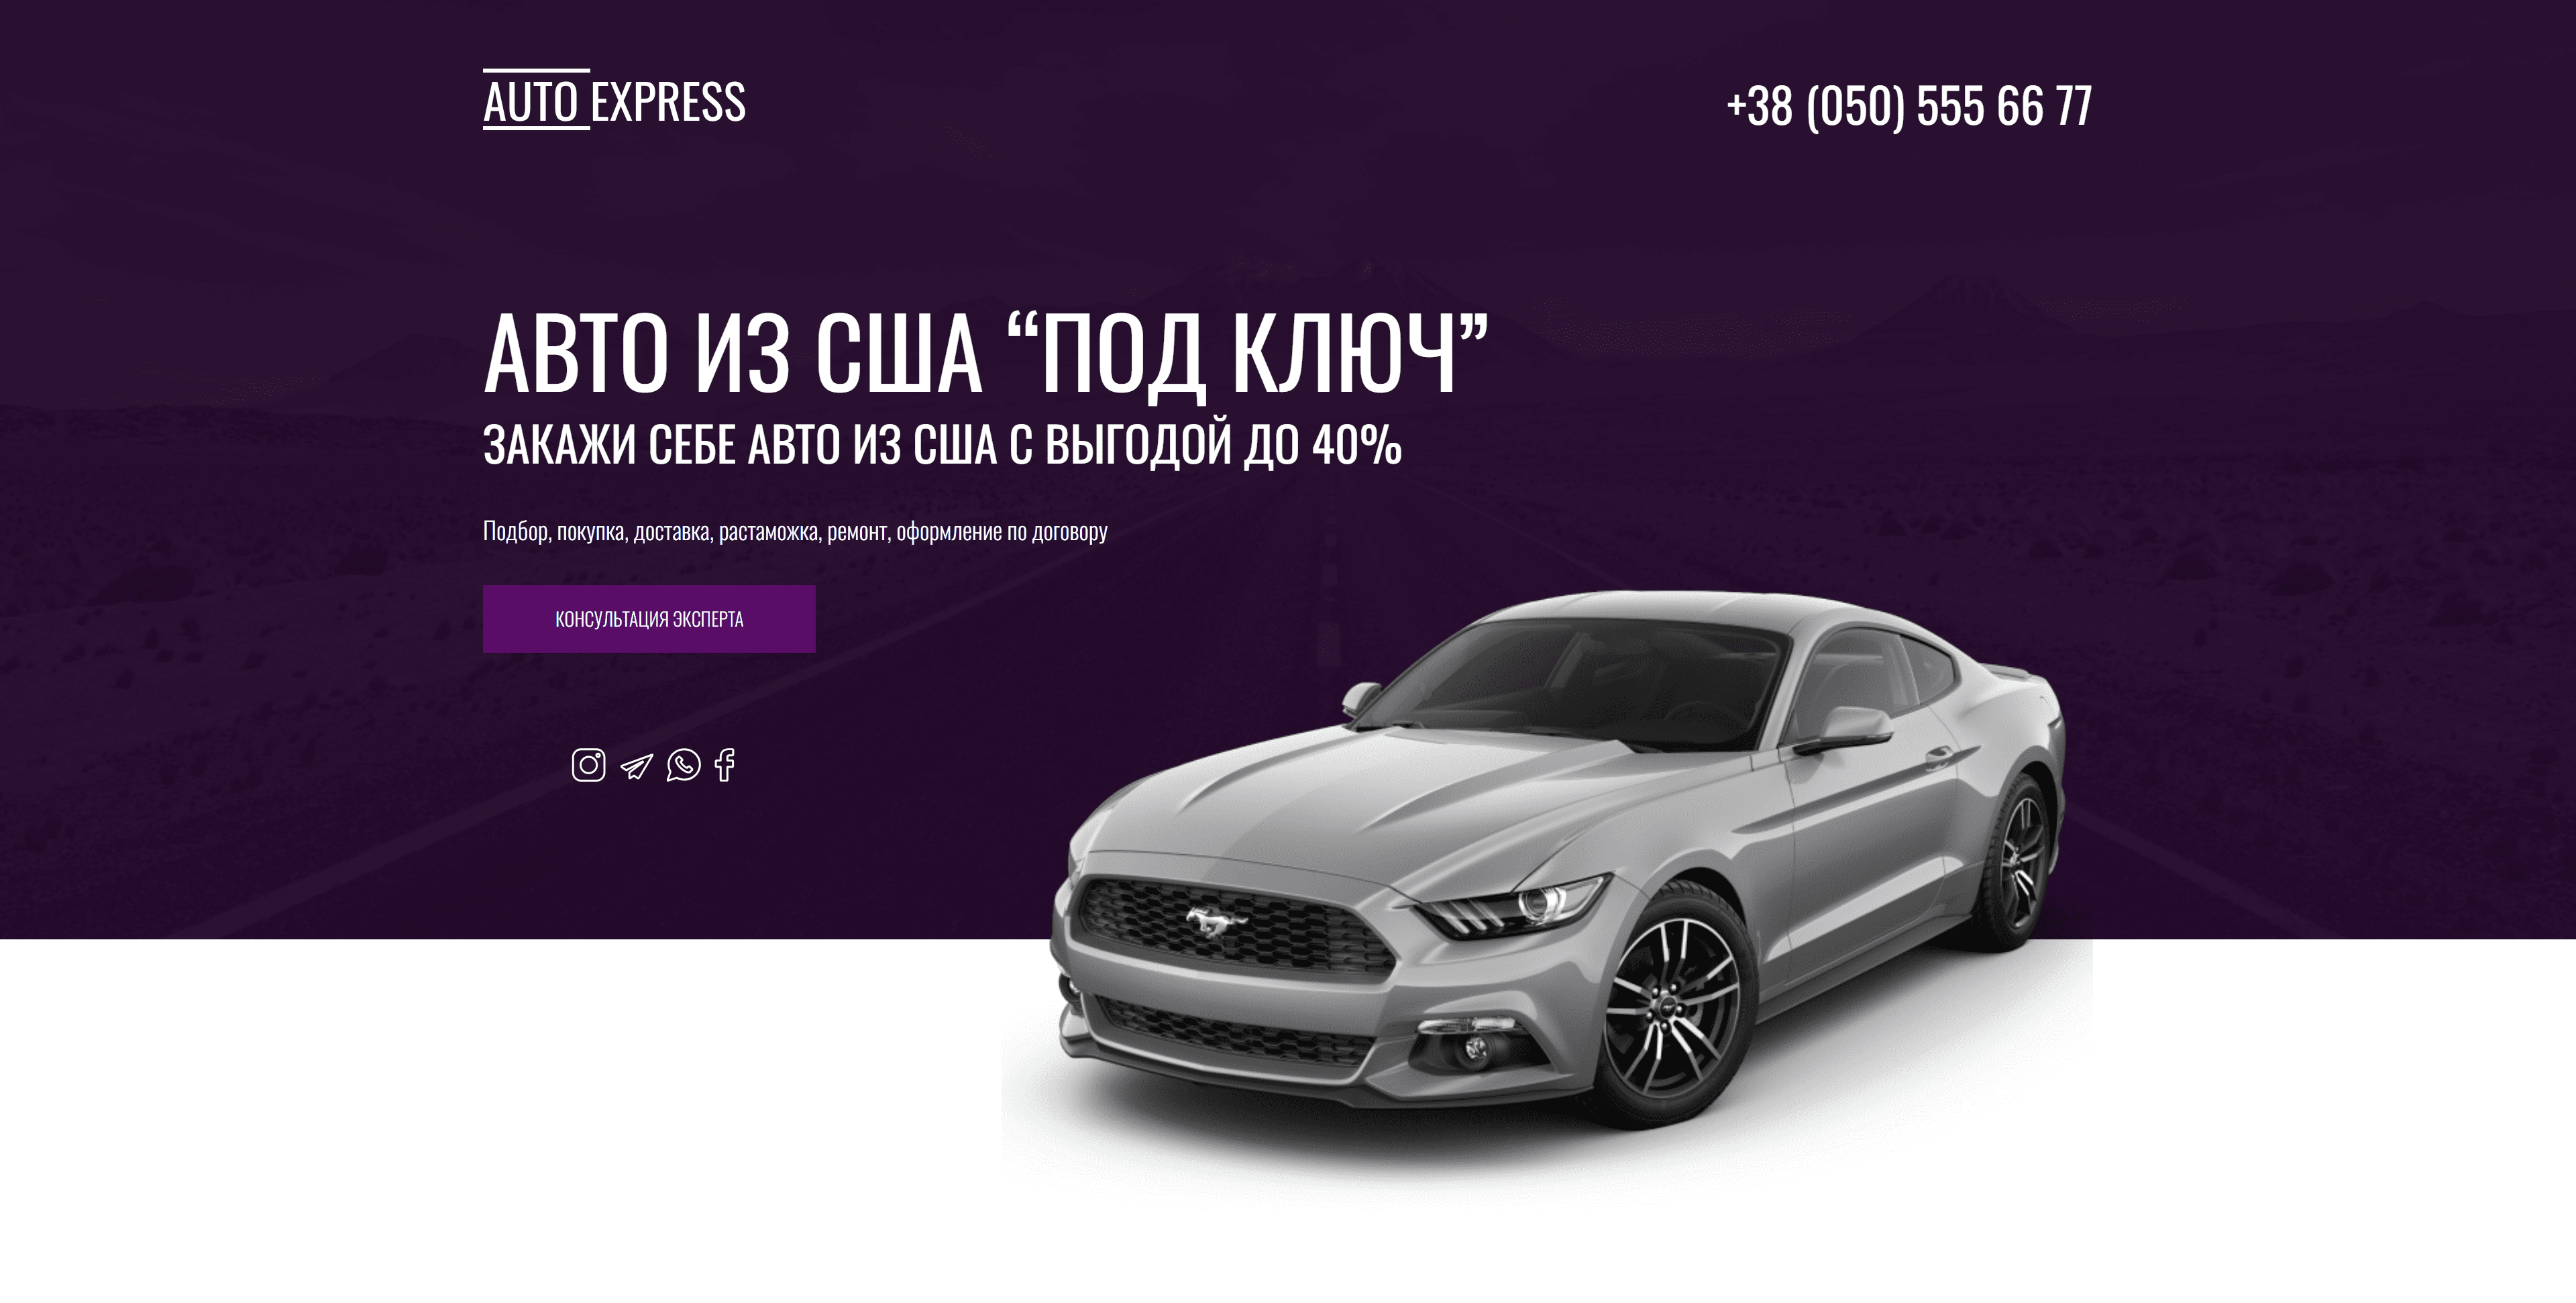 AUTO EXPRESS
+38 (050) 555 66 77
АВТО ИЗ США “ПОД КЛЮЧ”
ЗАКАЖИ СЕБЕ АВТО ИЗ США С ВЫГОДОЙ ДО 40%
Подбор, покупка, доставка, растаможка, ремонт, оформление по договору
КОНСУЛЬТАЦИЯ ЭКСПЕРТА